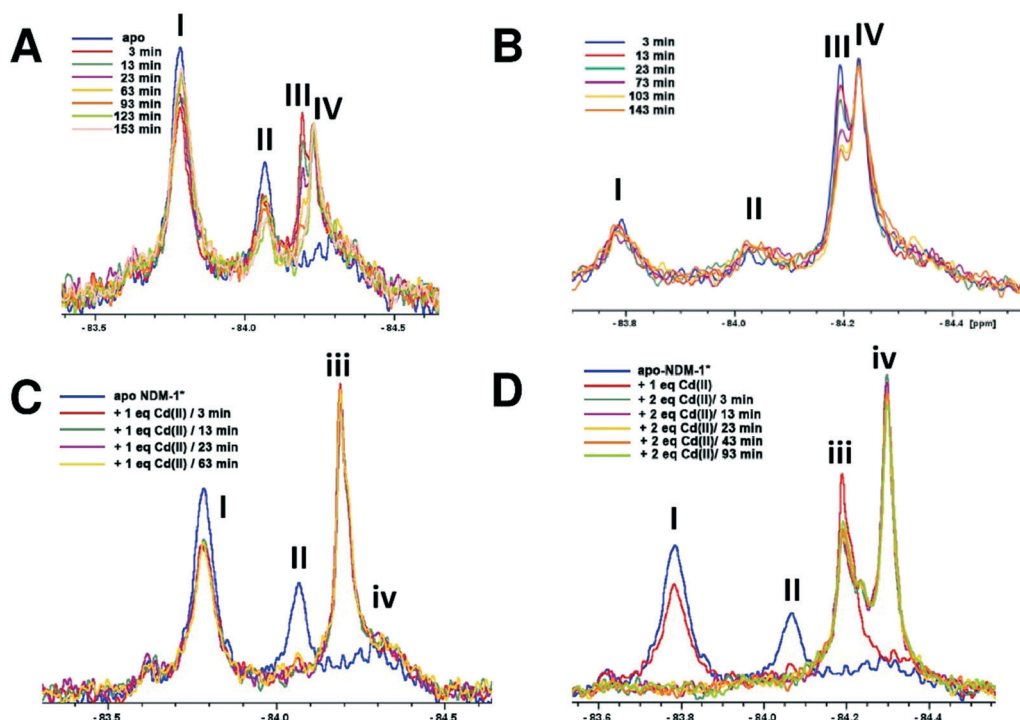 A
apo
3 min
13 min
23 min
63 min
93 min
123 min
153 min
I
II
III
IV
-83.5
-84.0
-84.5
B
3 min
13 min
23 min
73 min
103 min
143 min
I
II
III
IV
-83.8
-84.0
-84.2
-84.4 [ppm]
C
apo NDM-1*
+ 1 eq Cd(II) / 3 min
+ 1 eq Cd(II) / 13 min
+ 1 eq Cd(II) / 23 min
+ 1 eq Cd(II) / 63 min
I
II
iii
iv
-83.5
-84.0
-84.5
D
apo-NDM-1*
+ 1 eq Cd(II)
+ 2 eq Cd(II)/ 3 min
+ 2 eq Cd(II)/ 13 min
+ 2 eq Cd(II)/ 23 min
+ 2 eq Cd(II)/ 43 min
+ 2 eq Cd(II)/ 93 min
I
II
iii
iv
-83.6
-83.8
-84.0
-84.2
-84.4